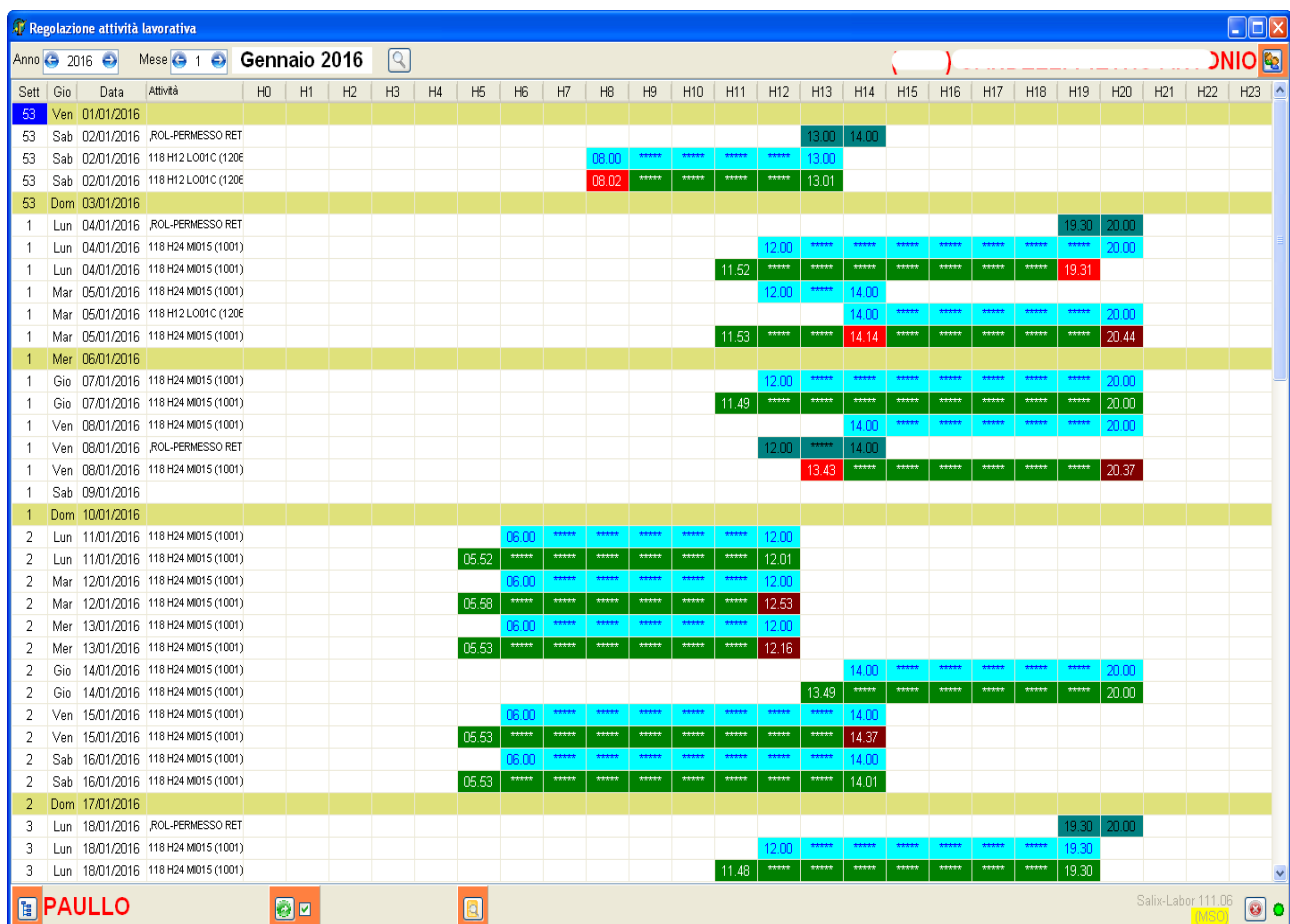 Regolazione attività lavorativa
Anno 2016 Mese 1 Gennaio 2016 ( ) ONIO
Sett Gio Data Attività H0 H1 H2 H3 H4 H5 H6 H7 H8 H9 H10 H11 H12 H13 H14 H15 H16 H17 H18 H19 H20 H21 H22 H23
53 Ven 01/01/2016
53 Sab 02/01/2016 ,ROL-PERMESSO RET 13.00 14.00
53 Sab 02/01/2016 118 H12 LO01C (1206 08.00 ***** ***** ***** ***** 13.00
53 Sab 02/01/2016 118 H12 LO01C (1206 08.02 ***** ***** ***** ***** 13.01
53 Dom 03/01/2016
1 Lun 04/01/2016 ,ROL-PERMESSO RET 19.30 20.00
1 Lun 04/01/2016 118 H24 MI015 (1001) 12.00 ***** ***** ***** ***** ***** ***** ***** 20.00
1 Lun 04/01/2016 118 H24 MI015 (1001) 11.52 ***** ***** ***** ***** ***** ***** ***** 19.31
1 Mar 05/01/2016 118 H24 MI015 (1001) 12.00 ***** 14.00
1 Mar 05/01/2016 118 H12 LO01C (1206 14.00 ***** ***** ***** ***** ***** 20.00
1 Mar 05/01/2016 118 H24 MI015 (1001) 11.53 ***** ***** 14.14 ***** ***** ***** ***** ***** 20.44
1 Mer 06/01/2016
1 Gio 07/01/2016 118 H24 MI015 (1001) 12.00 ***** ***** ***** ***** ***** ***** ***** 20.00
1 Gio 07/01/2016 118 H24 MI015 (1001) 11.49 ***** ***** ***** ***** ***** ***** ***** ***** 20.00
1 Ven 08/01/2016 118 H24 MI015 (1001) 14.00 ***** ***** ***** ***** ***** 20.00
1 Ven 08/01/2016 ,ROL-PERMESSO RET 12.00 ***** 14.00
1 Ven 08/01/2016 118 H24 MI015 (1001) 13.43 ***** ***** ***** ***** ***** ***** 20.37
1 Sab 09/01/2016
1 Dom 10/01/2016
2 Lun 11/01/2016 118 H24 MI015 (1001) 06.00 ***** ***** ***** ***** ***** 12.00
2 Lun 11/01/2016 118 H24 MI015 (1001) 05.52 ***** ***** ***** ***** ***** ***** 12.01
2 Mar 12/01/2016 118 H24 MI015 (1001) 06.00 ***** ***** ***** ***** ***** 12.00
2 Mar 12/01/2016 118 H24 MI015 (1001) 05.58 ***** ***** ***** ***** ***** ***** 12.53
2 Mer 13/01/2016 118 H24 MI015 (1001) 06.00 ***** ***** ***** ***** ***** 12.00
2 Mer 13/01/2016 118 H24 MI015 (1001) 05.53 ***** ***** ***** ***** ***** ***** 12.16
2 Gio 14/01/2016 118 H24 MI015 (1001) 14.00 ***** ***** ***** ***** ***** 20.00
2 Gio 14/01/2016 118 H24 MI015 (1001) 13.49 ***** ***** ***** ***** ***** ***** 20.00
2 Ven 15/01/2016 118 H24 MI015 (1001) 06.00 ***** ***** ***** ***** ***** ***** ***** 14.00
2 Ven 15/01/2016 118 H24 MI015 (1001) 05.53 ***** ***** ***** ***** ***** ***** ***** ***** 14.37
2 Sab 16/01/2016 118 H24 MI015 (1001) 06.00 ***** ***** ***** ***** ***** ***** ***** 14.00
2 Sab 16/01/2016 118 H24 MI015 (1001) 05.53 ***** ***** ***** ***** ***** ***** ***** ***** 14.01
2 Dom 17/01/2016
3 Lun 18/01/2016 ,ROL-PERMESSO RET 19.30 20.00
3 Lun 18/01/2016 118 H24 MI015 (1001) 12.00 ***** ***** ***** ***** ***** ***** 19.30
3 Lun 18/01/2016 118 H24 MI015 (1001) 11.48 ***** ***** ***** ***** ***** ***** ***** 19.30
PAULLO
Salix-Labor 111.06
(MSO)